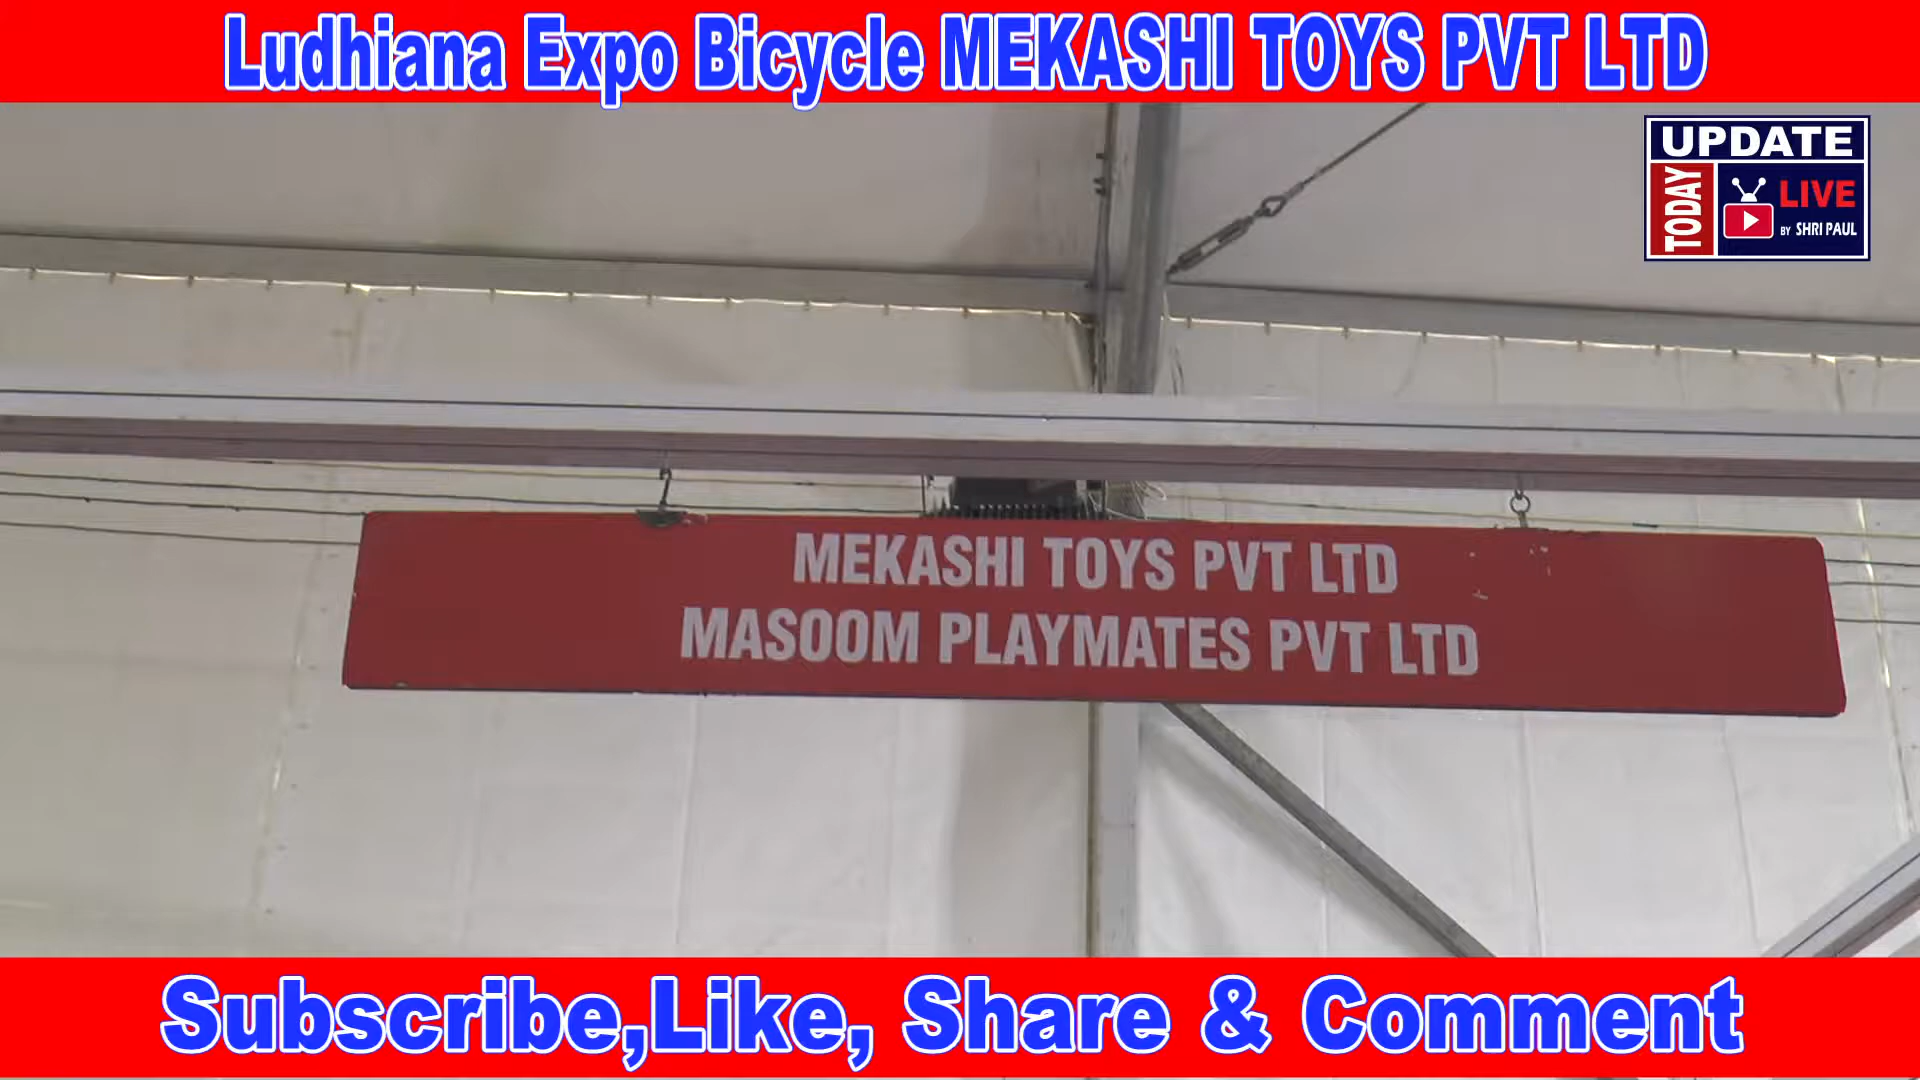 Ludhiana Expo Bicycle MEKASHI TOYS PVT LTD
UPDATE
TODAY
LIVE
BY SHRI PAUL
MEKASHI TOYS PVT LTD
MASOOM PLAYMATES PVT LTD
Subscribe,Like, Share & Comment